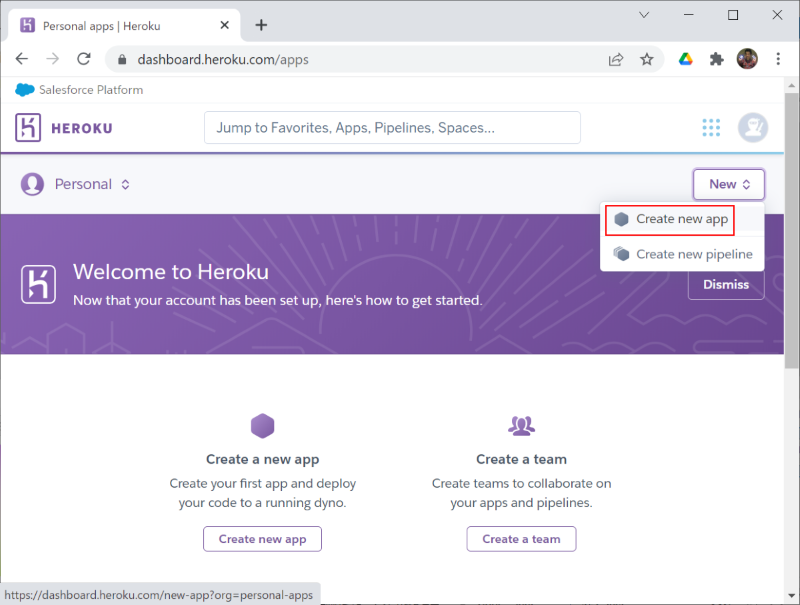 Personal apps | Heroku
dashboard.heroku.com/apps
Salesforce Platform
HEROKU
Jump to Favorites, Apps, Pipelines, Spaces...
Personal
New
Create new app
Create new pipeline
Welcome to Heroku
Now that your account has been set up, here's how to get started.
Dismiss
Create a new app
Create your first app and deploy
your code to a running dyno.
Create new app
Create a team
Create teams to collaborate on
your apps and pipelines.
Create a team
https://dashboard.heroku.com/new-app?org=personal-apps